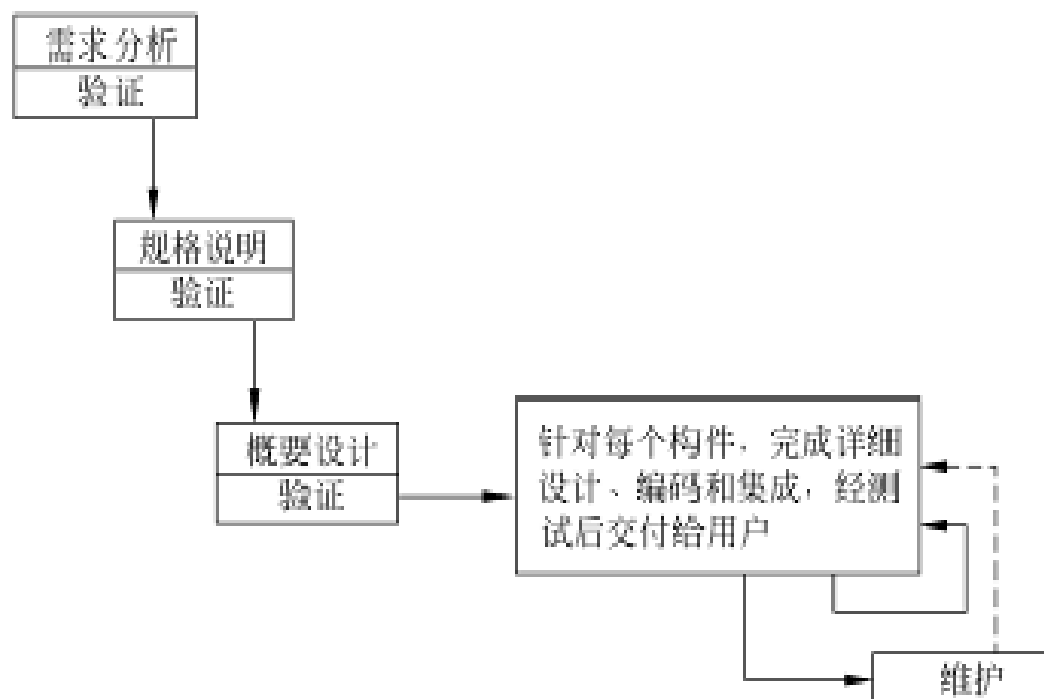 需求分析
验证
规格说明
验证
概要设计
验证
针对每个构件，完成详细
设计、编码和集成，经测
试后交付给用户
维护